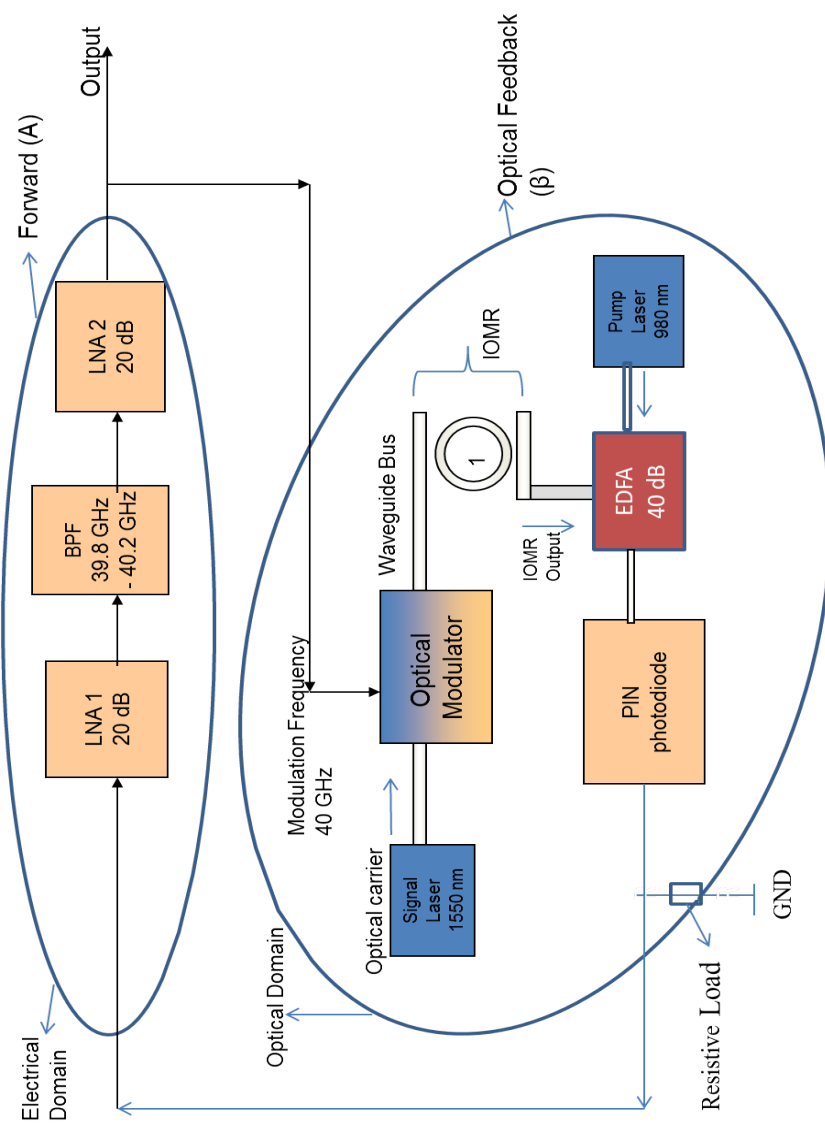 Electrical
Domain
Forward (A)
LNA 1
20 dB
BPF
39.8 GHz
- 40.2 GHz
LNA 2
20 dB
Output
Modulation Frequency
40 GHz
Optical Domain
Optical Feedback
(β)
Optical carrier
Signal
Laser
1550 nm
Optical
Modulator
Waveguide Bus
1
IOMR
IOMR
Output
PIN
photodiode
EDFA
40 dB
Pump
Laser
980 nm
Resistive Load
GND